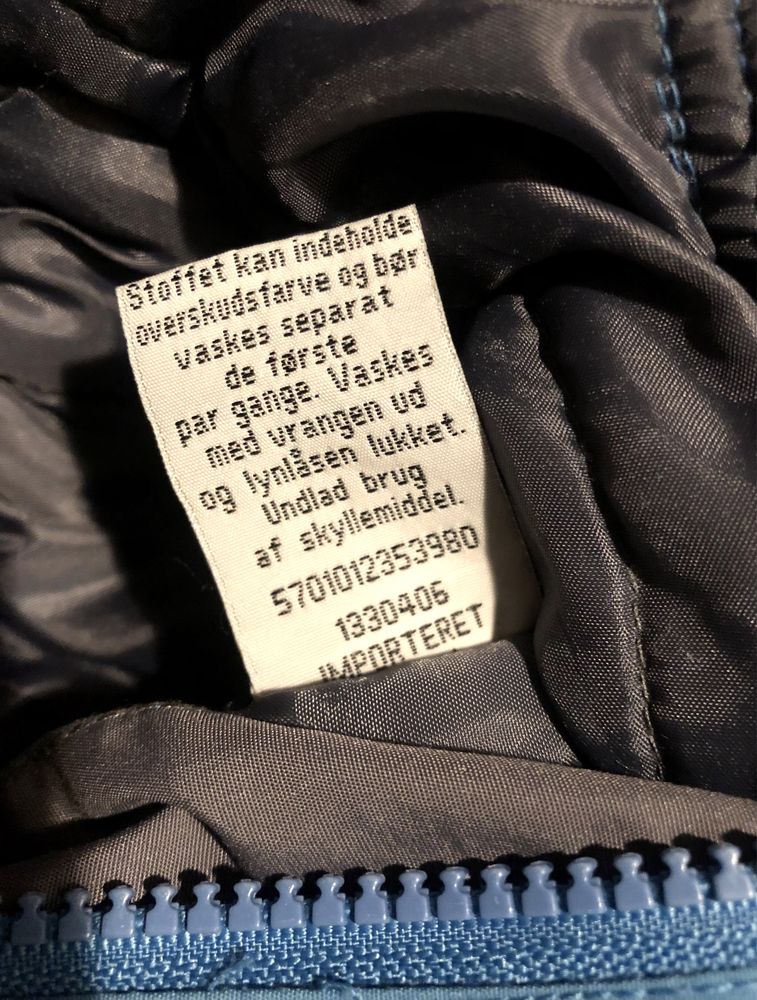 Stoffet kan indeholde
overskudsfarve og bør
vaskes separat
de første
par gange. Vaskes
med vrangen ud
og lynlåsen lukket.
Undlad brug
af skyllemiddel.
5701012353980
1330406
IMPORTERET